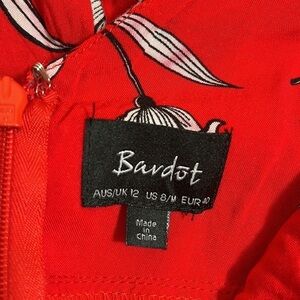 Bardot
AUS/UK 12 US 8/M EUR 40
Made
in
China